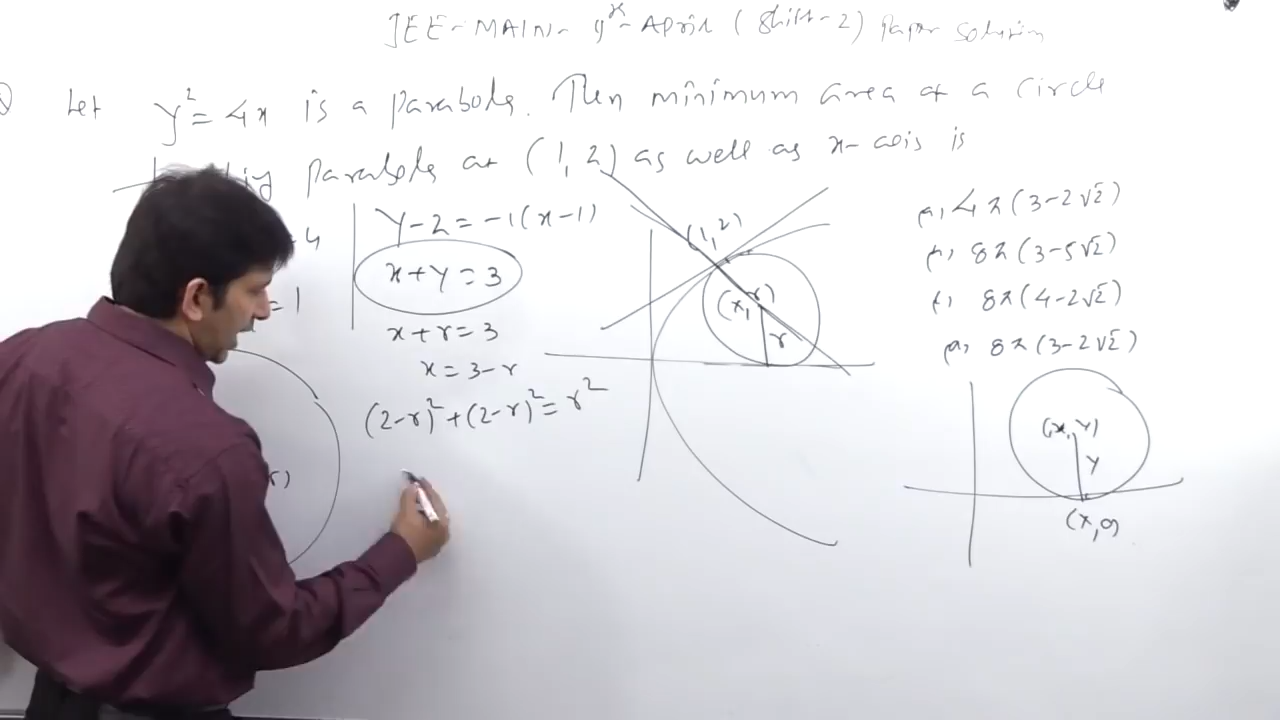 JEE-MAIN- 9th-April (Shift-2) Paper Solution
Let y²=4x is a parabola. Then minimum area of a circle
parabola at (1,2) as well as x-axis is
4
=1
y-2=-1(x-1)
x+y=3
x+r=3
x=3-r
(2-r)²+(2-r)²=r²
r)
(1,2)
(x,r)
r
a) 4π(3-2√2)
b) 8π(3-5√2)
c) 8π(4-2√2)
d) 8π(3-2√2)
(x,y)
y
(x,0)